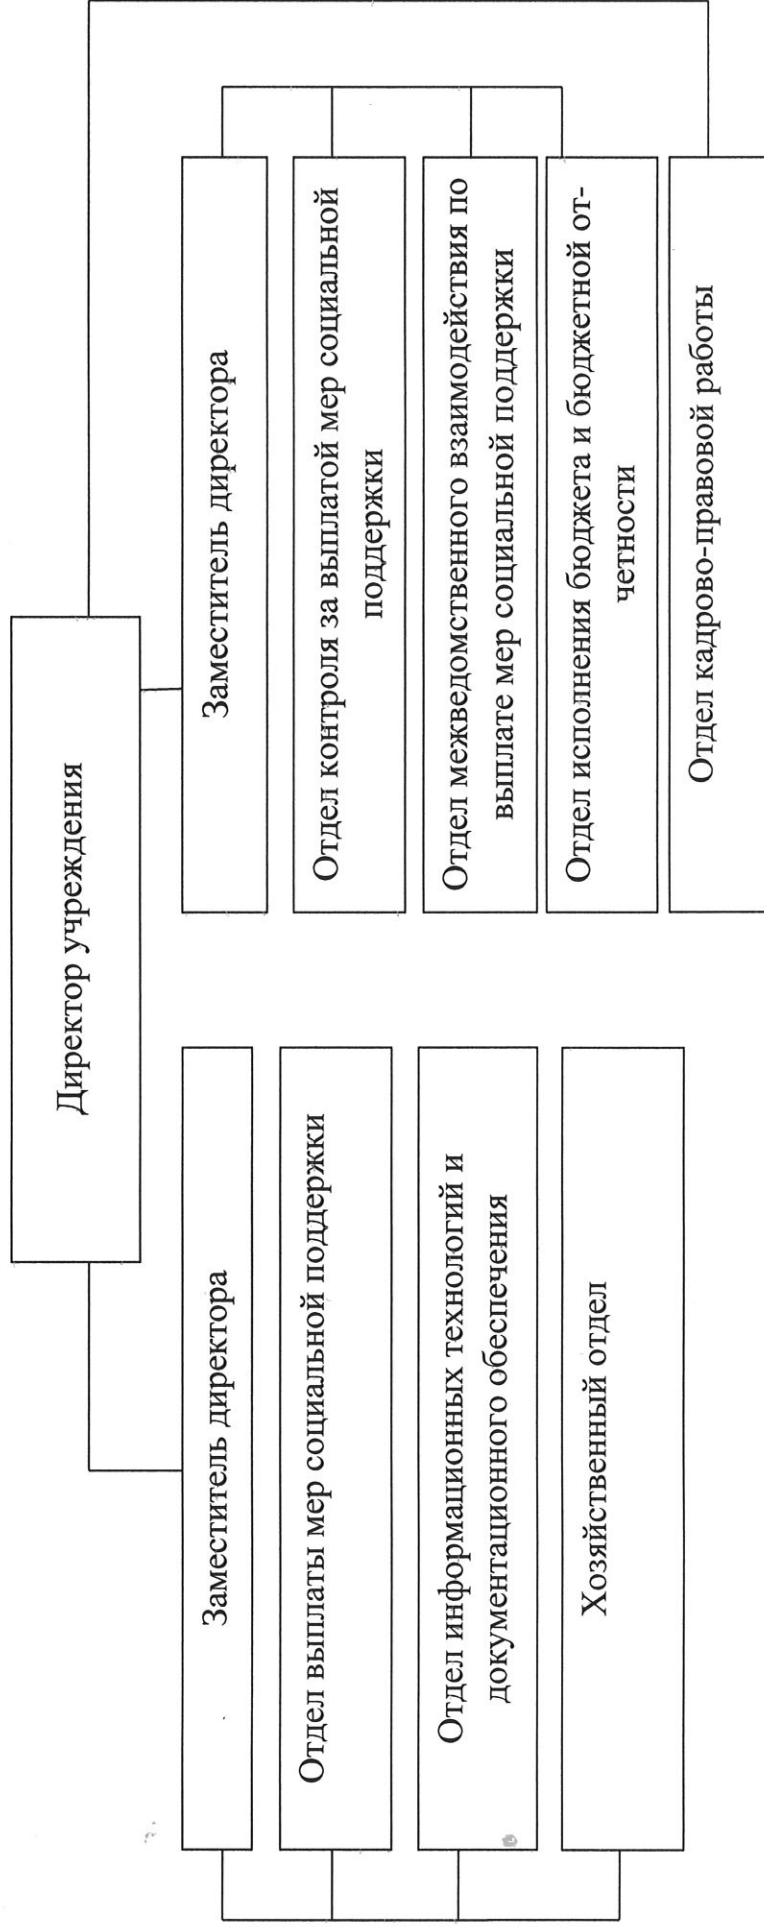 Директор учреждения
Заместитель директора
Отдел выплаты мер социальной поддержки
Отдел информационных технологий и
документационного обеспечения
Хозяйственный отдел
Заместитель директора
Отдел контроля за выплатой мер социальной
поддержки
Отдел межведомственного взаимодействия по
выплате мер социальной поддержки
Отдел исполнения бюджета и бюджетной от-
четности
Отдел кадрово-правовой работы